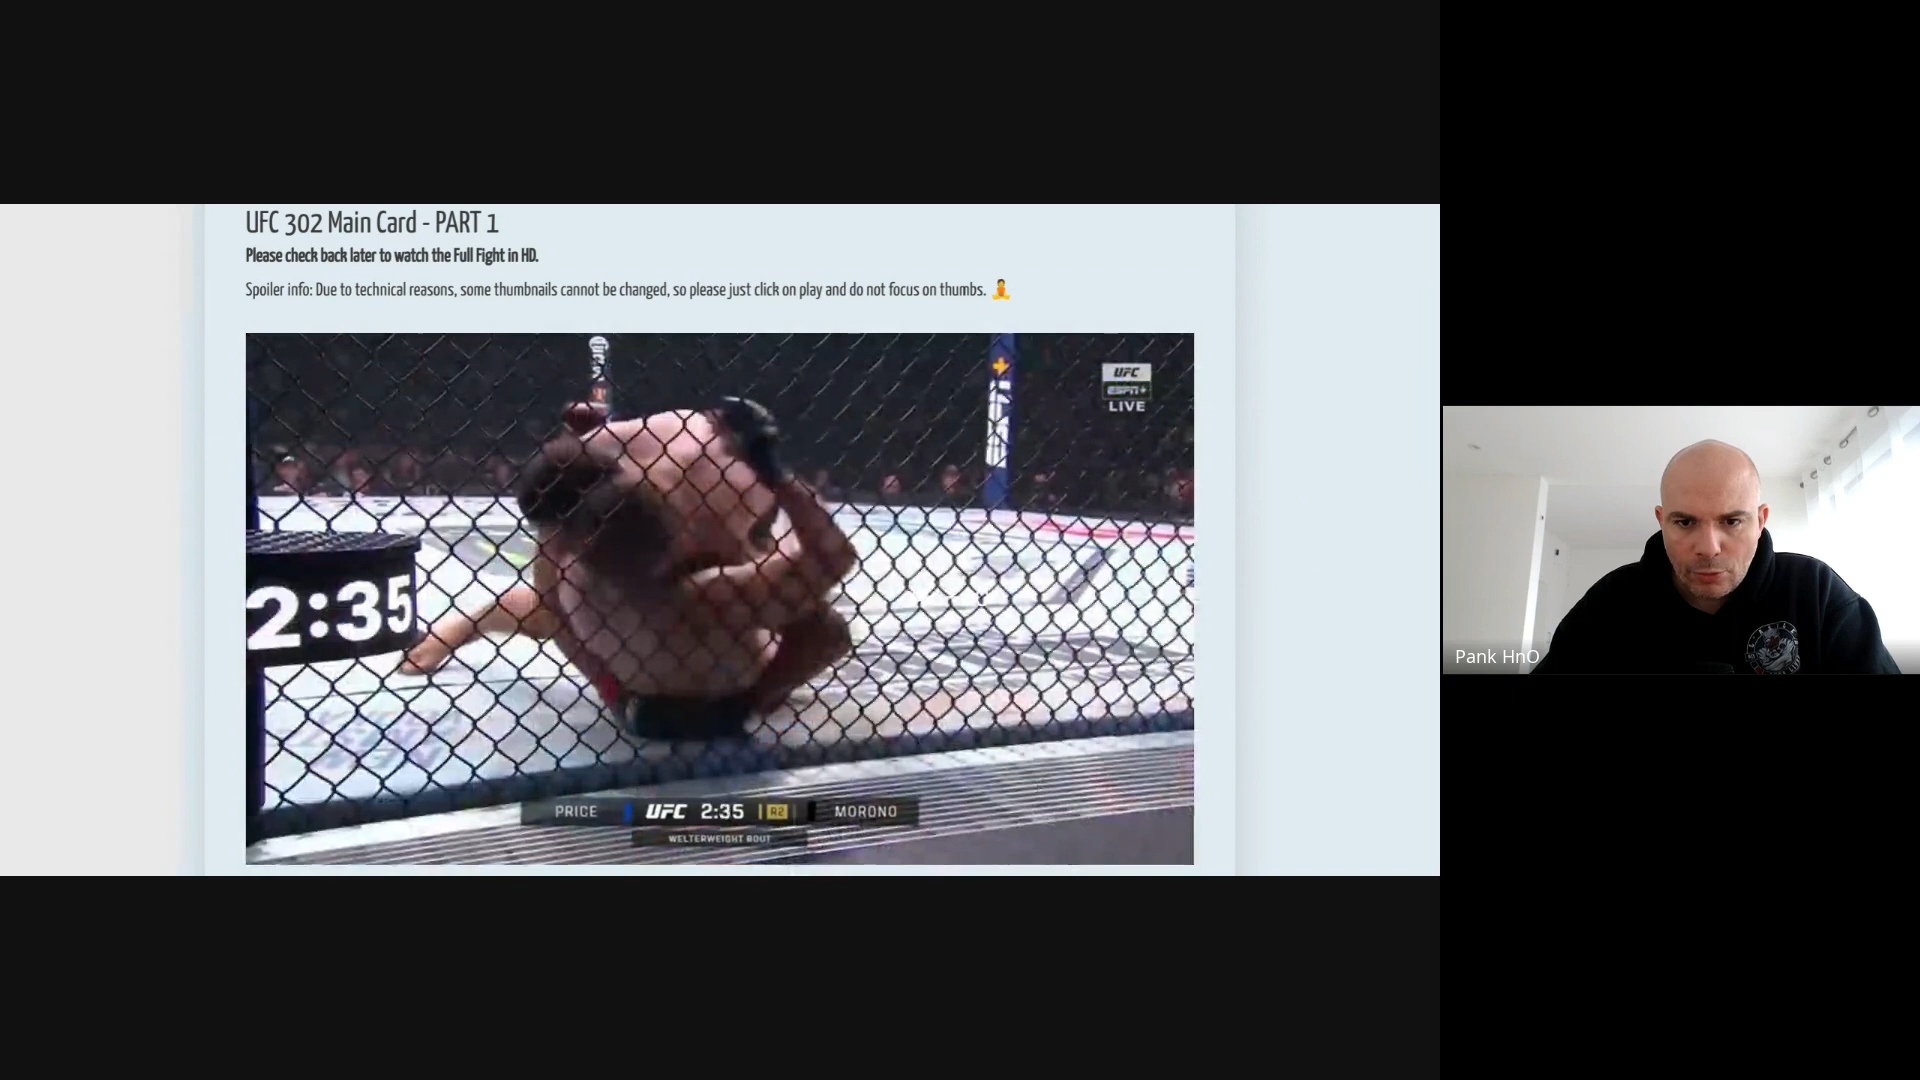 UFC 302 Main Card - PART 1
Please check back later to watch the Full Fight in HD.
Spoiler info: Due to technical reasons, some thumbnails cannot be changed, so please just click on play and do not focus on thumbs. 🧘
UFC
ESPN+
LIVE
2:35
PRICE UFC 2:35 R2 MORONO
WELTERWEIGHT BOUT
Pank HnO